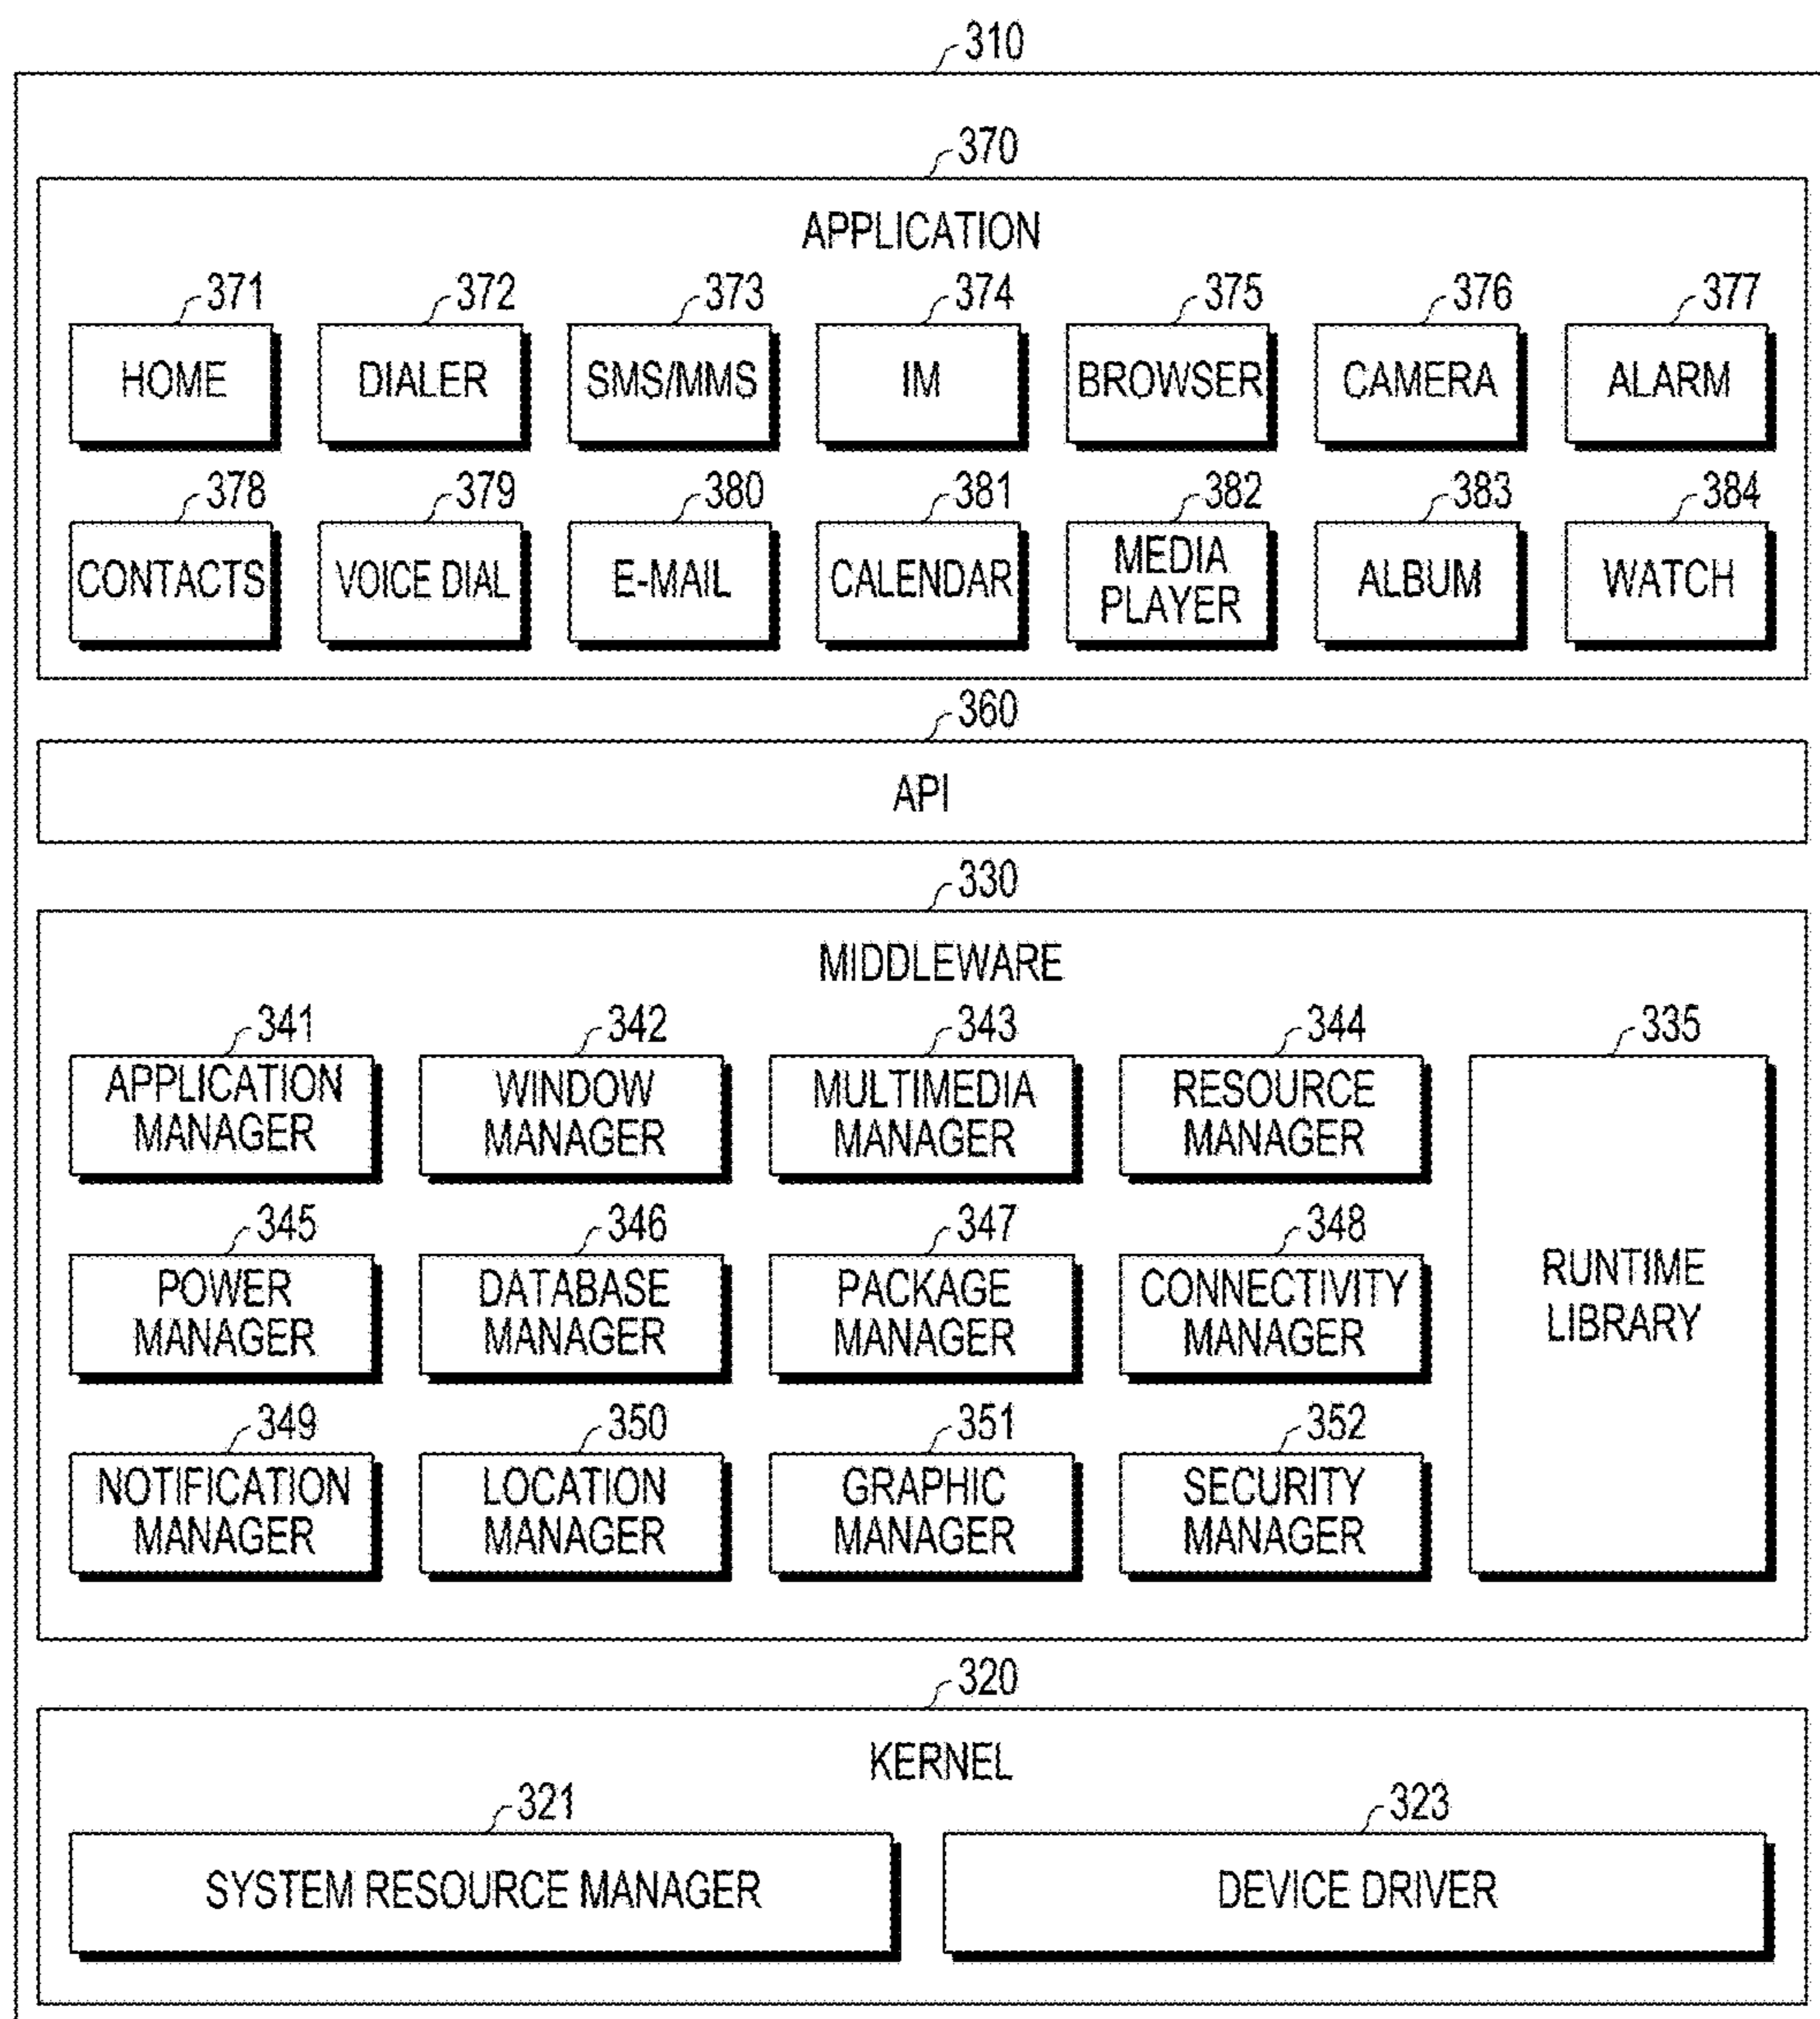 310
370
APPLICATION
371 372 373 374 375 376 377
HOME DIALER SMS/MMS IM BROWSER CAMERA ALARM
378 379 380 381 382 383 384
CONTACTS VOICE DIAL E-MAIL CALENDAR MEDIA PLAYER ALBUM WATCH
360
API
330
MIDDLEWARE
341 342 343 344 335
APPLICATION MANAGER WINDOW MANAGER MULTIMEDIA MANAGER RESOURCE MANAGER
345 346 347 348
POWER MANAGER DATABASE MANAGER PACKAGE MANAGER CONNECTIVITY MANAGER RUNTIME LIBRARY
349 350 351 352
NOTIFICATION MANAGER LOCATION MANAGER GRAPHIC MANAGER SECURITY MANAGER
320
KERNEL
321 323
SYSTEM RESOURCE MANAGER DEVICE DRIVER